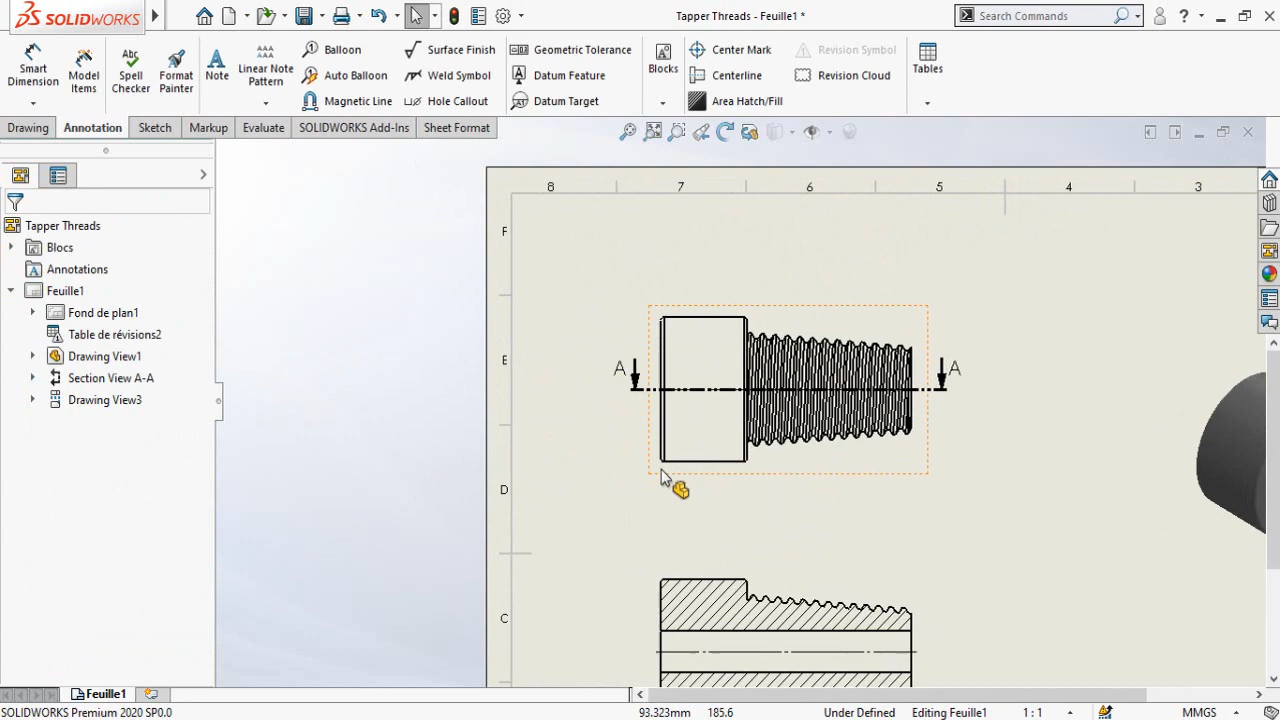 SOLIDWORKS
Tapper Threads - Feuille1 *
Search Commands
?
Smart Dimension
Model Items
Spell Checker
Format Painter
Note
Linear Note Pattern
Balloon
Auto Balloon
Magnetic Line
Surface Finish
Weld Symbol
Hole Callout
Geometric Tolerance
Datum Feature
Datum Target
Blocks
Center Mark
Centerline
Area Hatch/Fill
Revision Symbol
Revision Cloud
Tables
Drawing
Annotation
Sketch
Markup
Evaluate
SOLIDWORKS Add-Ins
Sheet Format
Tapper Threads
Blocs
Annotations
Feuille1
Fond de plan1
Table de révisions2
Drawing View1
Section View A-A
Drawing View3
8 7 6 5 4 3
F
E
D
C
A A
Feuille1
SOLIDWORKS Premium 2020 SP0.0
93.323mm 185.6 Under Defined Editing Feuille1 1 : 1 MMGS